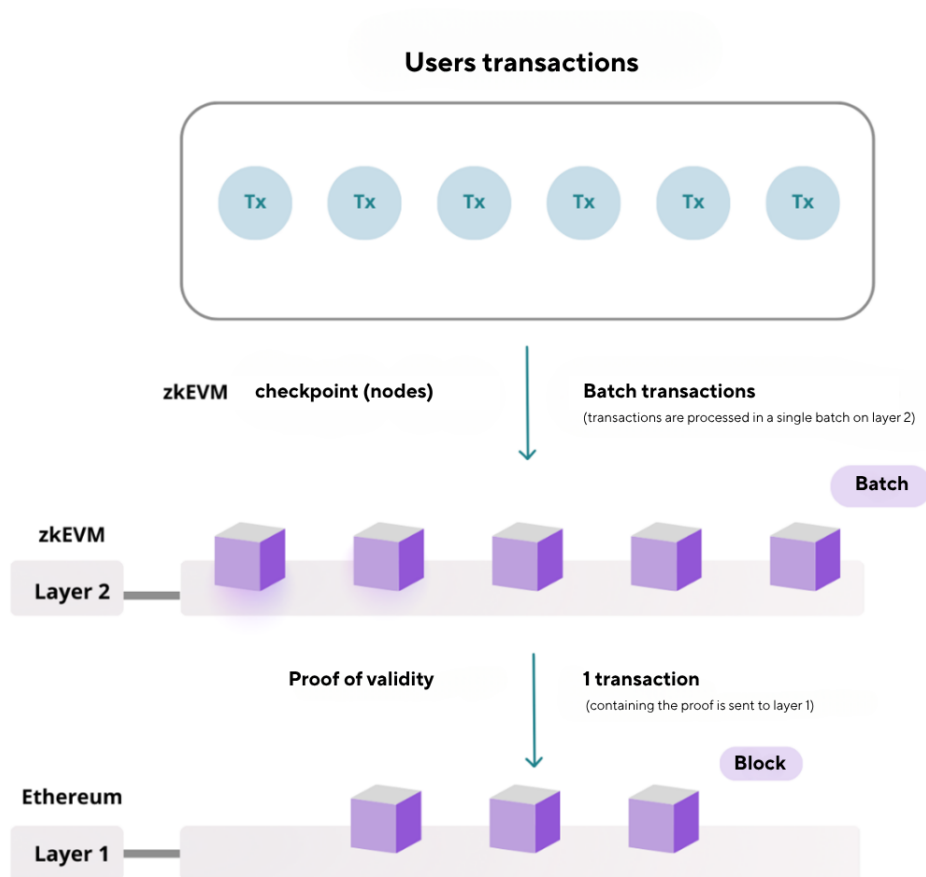 Users transactions
Tx Tx Tx Tx Tx Tx
zkEVM checkpoint (nodes)
Batch transactions
(transactions are processed in a single batch on layer 2)
Batch
zkEVM
Layer 2
Proof of validity
1 transaction
(containing the proof is sent to layer 1)
Block
Ethereum
Layer 1